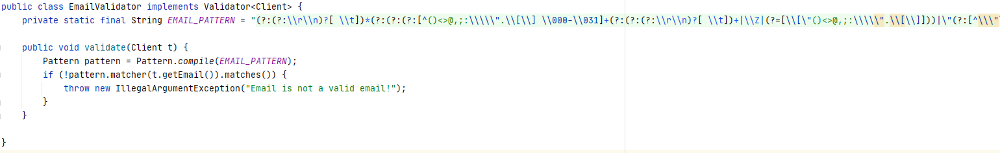 public class EmailValidator implements Validator<Client> {
private static final String EMAIL_PATTERN = "(?:(?:\\r\\n)?[ \\t])*(?:(?:(?:[^()<>@,;:\\\\\".\\[\\] \\000-\\031]+(?:(?:(?:\\r\\n)?[ \\t])+|\\Z|(?=[\\[\"()<>@,;:\\\\\".\\[\\]]))|\"(?:[^\\\"
public void validate(Client t) {
Pattern pattern = Pattern.compile(EMAIL_PATTERN);
if (!pattern.matcher(t.getEmail()).matches()) {
throw new IllegalArgumentException("Email is not a valid email!");
}
}
}